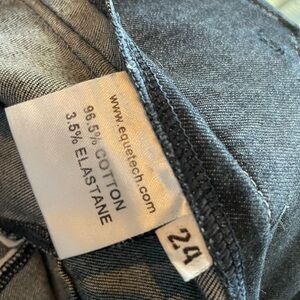 www.equetech.com
96.5% COTTON
3.5% ELASTANE
24